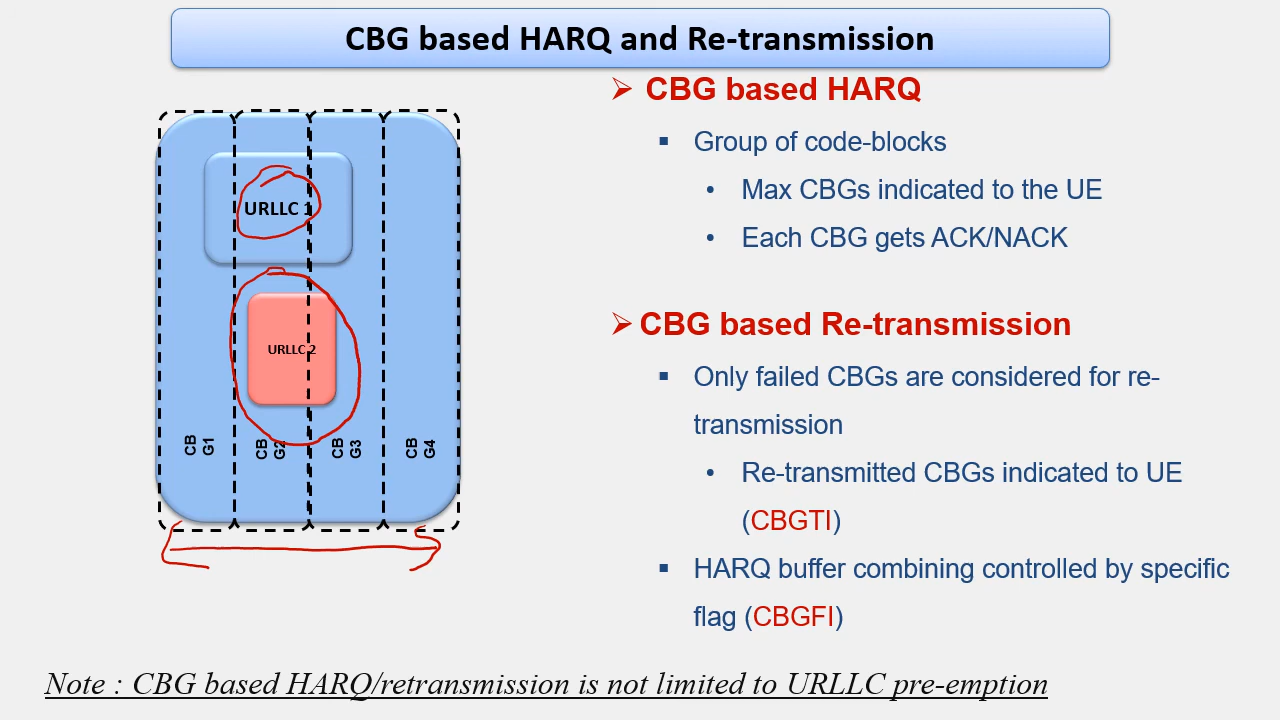 CBG based HARQ and Re-transmission
URLLC 1
URLLC 2
CB
G1
CB
G2
CB
G3
CB
G4
CBG based HARQ
Group of code-blocks
Max CBGs indicated to the UE
Each CBG gets ACK/NACK
CBG based Re-transmission
Only failed CBGs are considered for re-
transmission
Re-transmitted CBGs indicated to UE
(CBGTI)
HARQ buffer combining controlled by specific
flag (CBGFI)
Note : CBG based HARQ/retransmission is not limited to URLLC pre-emption